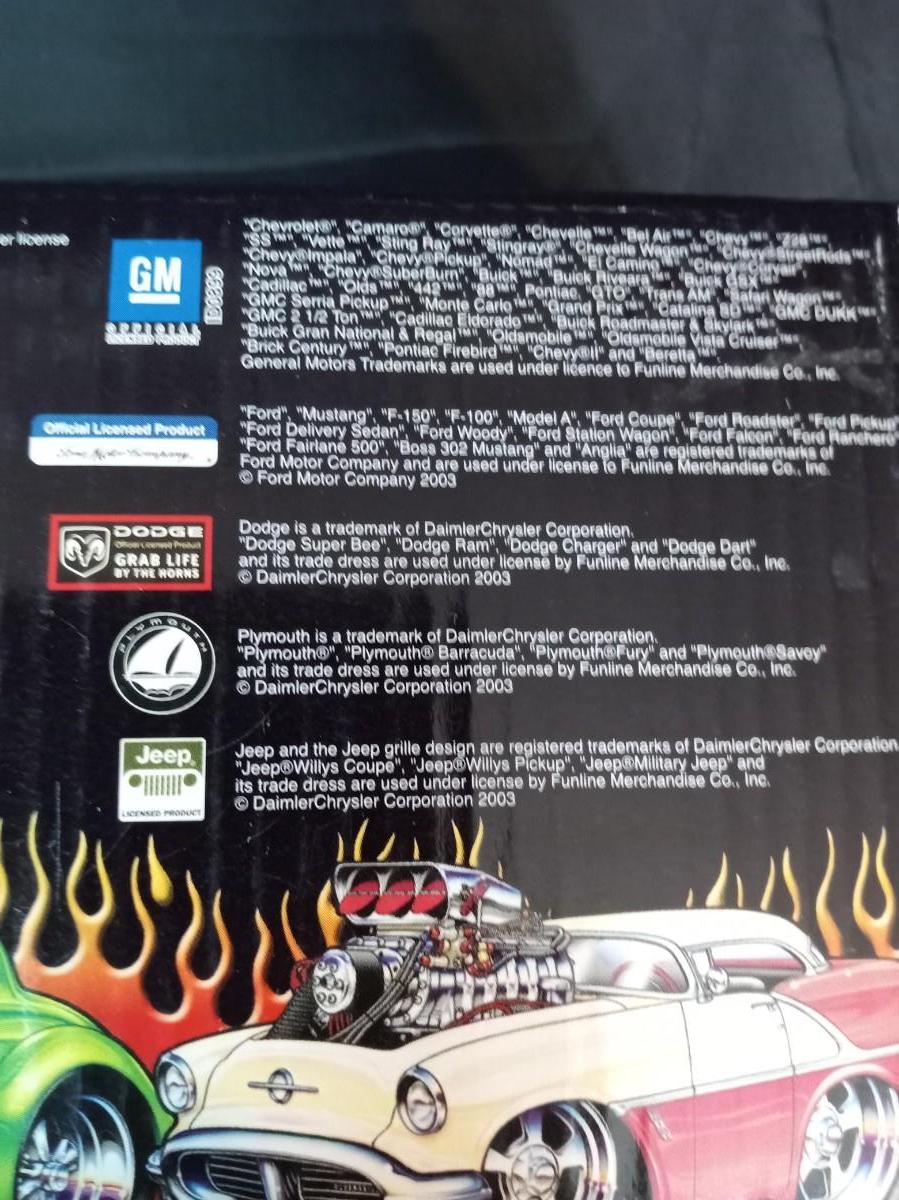 er license
GM
OFFICIAL
LICENSED PRODUCT
"Chevrolet®", "Camaro®", "Corvette®", "Chevelle™", "Bel Air™", "Chevy™", "Z28™",
"SS™", "Vette™", "Sting Ray™", "Stingray®", "Chevelle Wagon™",
"Chevy®Impala", "Chevy®Pickup", "Nomad™", "El Camino™",
"Nova™", "Chevy®SuberBurn", "Buick™", "Buick Riviera™",
"Cadillac™", "Olds™", "442™", "88™", "Pontiac™, "GTO™, "Trans AM™, "Safari Wagon™",
"GMC Serria Pickup™", "Monte Carlo™", "Grand Prix™", "Catalina SD™", "GMC DUKK™"
"GMC 2 1/2 Ton™", "Cadillac Eldorado™", "Buick Roadmaster & Skylark™",
"Buick Gran National & Regal™", "Oldsmobile™", "Oldsmobile Vista Cruiser™",
"Brick Century™", "Pontiac Firebird™, "Chevy®II" and "Beretta™
General Motors Trademarks are used under licence to Funline Merchandise Co., Inc.
Official Licensed Product
Ford Motor Company
"Ford", "Mustang", "F-150", "F-100", "Model A", "Ford Coupe", "Ford Roadster", "Ford Pickup"
"Ford Delivery Sedan", "Ford Woody", "Ford Station Wagon", "Ford Falcon", "Ford Ranchero"
"Ford Fairlane 500", "Boss 302 Mustang" and "Anglia" are registered trademarks of
Ford Motor Company and are used under license to Funline Merchandise Co., Inc.
© Ford Motor Company 2003
DODGE
Official Licensed Product
GRAB LIFE
BY THE HORNS
Dodge is a trademark of DaimlerChrysler Corporation.
"Dodge Super Bee", "Dodge Ram", "Dodge Charger" and "Dodge Dart"
and its trade dress are used under license by Funline Merchandise Co., Inc.
© DaimlerChrysler Corporation 2003
PLYMOUTH
Plymouth is a trademark of DaimlerChrysler Corporation.
"Plymouth®", "Plymouth® Barracuda", "Plymouth®Fury" and "Plymouth®Savoy"
and its trade dress are used under license by Funline Merchandise Co., Inc.
© DaimlerChrysler Corporation 2003
Jeep
LICENSED PRODUCT
Jeep and the Jeep grille design are registered trademarks of DaimlerChrysler Corporation.
"Jeep®Willys Coupe", "Jeep®Willys Pickup", "Jeep®Military Jeep" and
its trade dress are used under license by Funline Merchandise Co., Inc.
© DaimlerChrysler Corporation 2003